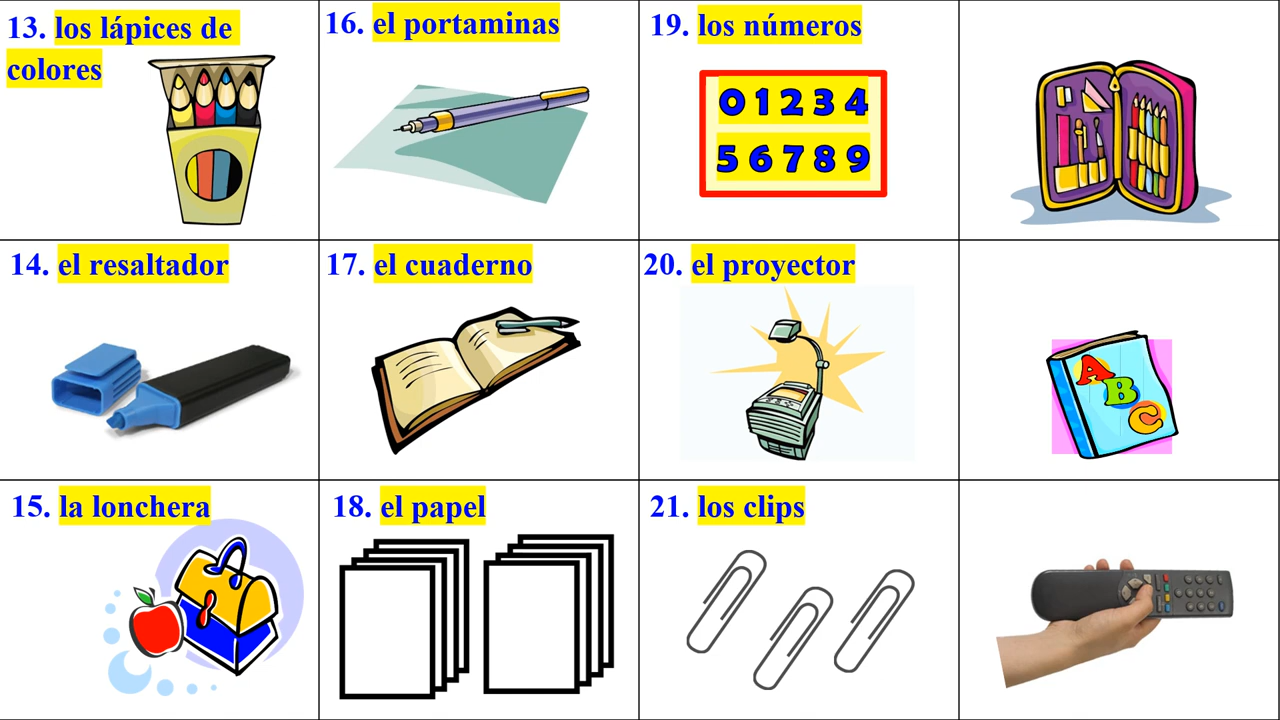 13. los lápices de
colores
16. el portaminas
19. los números
0 1 2 3 4
5 6 7 8 9
14. el resaltador
17. el cuaderno
20. el proyector
A
B
C
15. la lonchera
18. el papel
21. los clips